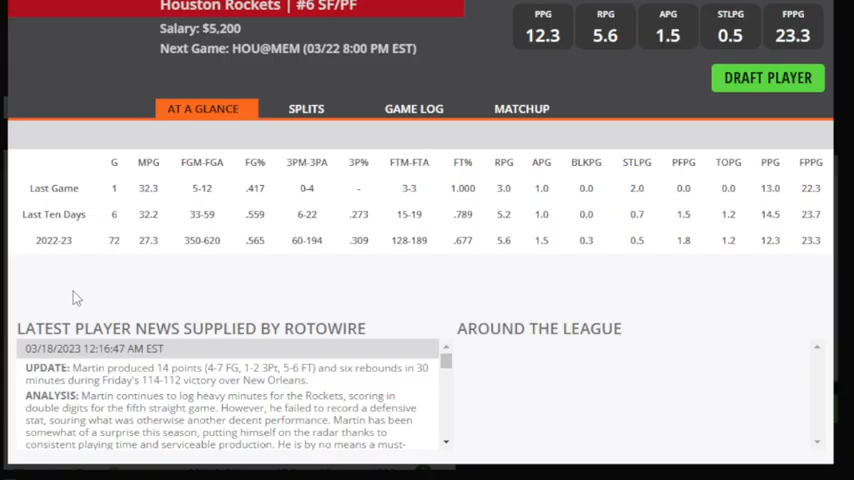 Houston Rockets | #6 SF/PF
Salary: $5,200
Next Game: HOU@MEM (03/22 8:00 PM EST)
PPG RPG APG STLPG FPPG
12.3 5.6 1.5 0.5 23.3
DRAFT PLAYER
AT A GLANCE SPLITS GAME LOG MATCHUP
G MPG FGM-FGA FG% 3PM-3PA 3P% FTM-FTA FT% RPG APG BLKPG STLPG PFPG TOPG PPG FPPG
Last Game 1 32.3 5-12 .417 0-4 - 3-3 1.000 3.0 1.0 0.0 2.0 0.0 0.0 13.0 22.3
Last Ten Days 6 32.2 33-59 .559 6-22 .273 15-19 .789 5.2 1.0 0.0 0.7 1.5 1.2 14.5 23.7
2022-23 72 27.3 350-620 .565 60-194 .309 128-189 .677 5.6 1.5 0.3 0.5 1.8 1.2 12.3 23.3
LATEST PLAYER NEWS SUPPLIED BY ROTOWIRE
03/18/2023 12:16:47 AM EST
UPDATE: Martin produced 14 points (4-7 FG, 1-2 3Pt, 5-6 FT) and six rebounds in 30
minutes during Friday's 114-112 victory over New Orleans.
ANALYSIS: Martin continues to log heavy minutes for the Rockets, scoring in
double digits for the fifth straight game. However, he failed to record a defensive
stat, souring what was otherwise another decent performance. Martin has been
somewhat of a surprise this season, putting himself on the radar thanks to
consistent playing time and serviceable production. He is by no means a must-
AROUND THE LEAGUE